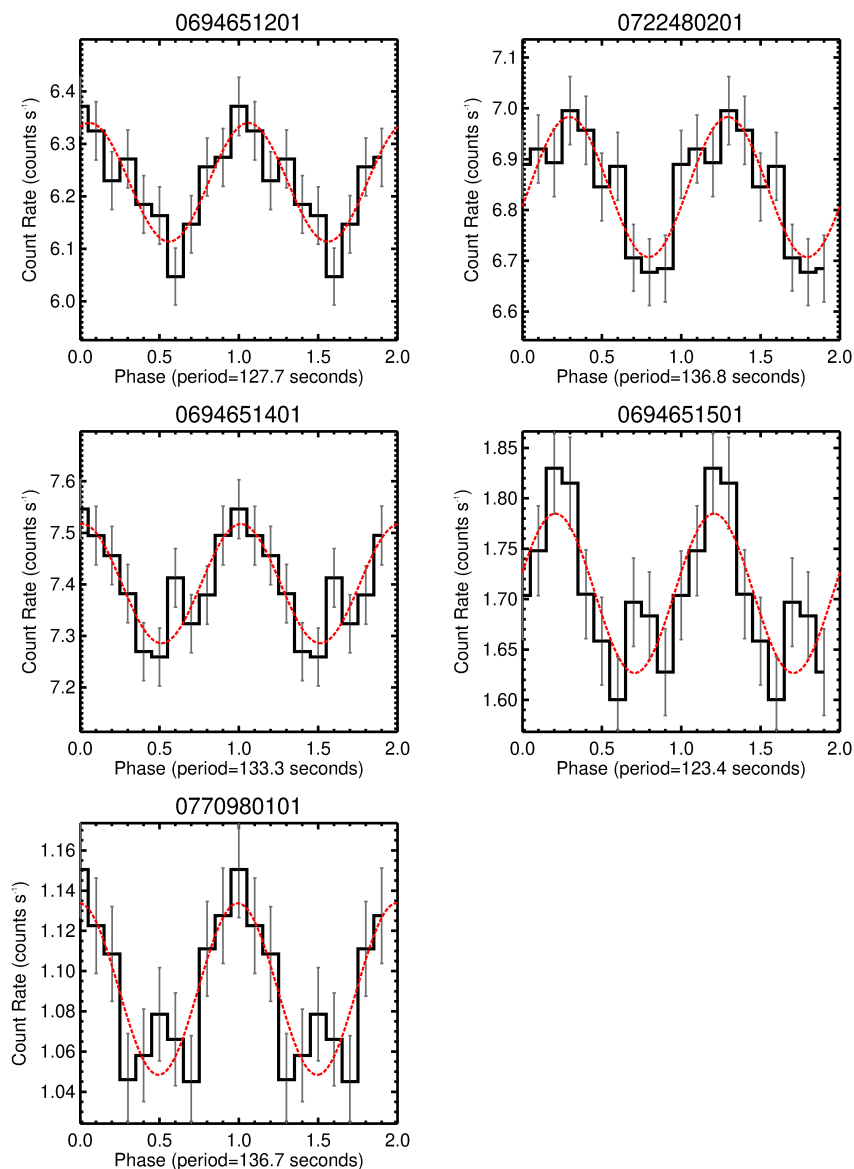 0694651201
Count Rate (counts s⁻¹)
6.4
6.3
6.2
6.1
6.0
0.0 0.5 1.0 1.5 2.0
Phase (period=127.7 seconds)
0722480201
Count Rate (counts s⁻¹)
7.1
7.0
6.9
6.8
6.7
6.6
0.0 0.5 1.0 1.5 2.0
Phase (period=136.8 seconds)
0694651401
Count Rate (counts s⁻¹)
7.6
7.5
7.4
7.3
7.2
0.0 0.5 1.0 1.5 2.0
Phase (period=133.3 seconds)
0694651501
Count Rate (counts s⁻¹)
1.85
1.80
1.75
1.70
1.65
1.60
0.0 0.5 1.0 1.5 2.0
Phase (period=123.4 seconds)
0770980101
Count Rate (counts s⁻¹)
1.16
1.14
1.12
1.10
1.08
1.06
1.04
0.0 0.5 1.0 1.5 2.0
Phase (period=136.7 seconds)